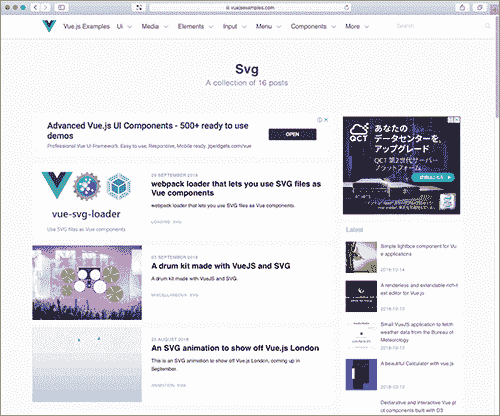 vuejsexamples.com
Vue.js Examples Ui Media Elements Input Menu Components More Search
Svg
A collection of 16 posts
Advanced Vue.js UI Components - 500+ ready to use
demos
Professional Vue UI Framework. Easy to use, Responsive, Mobile ready. jqwidgets.com/vue
OPEN
QCT
あなたの
データセンターを、
アップグレード
QCT 第2世代サーバー
プラットフォーム
29 SEPTEMBER 2018
webpack loader that lets you use SVG files as
Vue components
webpack loader that lets you use SVG files as Vue components.
LOADING SVG
vue-svg-loader
Use SVG files as Vue components
03 SEPTEMBER 2018
A drum kit made with VueJS and SVG
A drum kit made with VueJS and SVG.
MISCELLANEOUS SVG
23 AUGUST 2018
An SVG animation to show off Vue.js London
This is an SVG animation to show off Vue.js London, coming up in
September.
ANIMATION SVG
Latest
Simple lightbox component for Vu
e applications
2018-10-14
A renderless and extendable rich-t
ext editor for Vue.js
Small VueJS application to fetch
weather data from the Bureau of
Meteorology
2018-10-13
A beautiful Calculator with vue.js
2018-10-13
Declarative and interactive Vue.pl
ot components built with D3